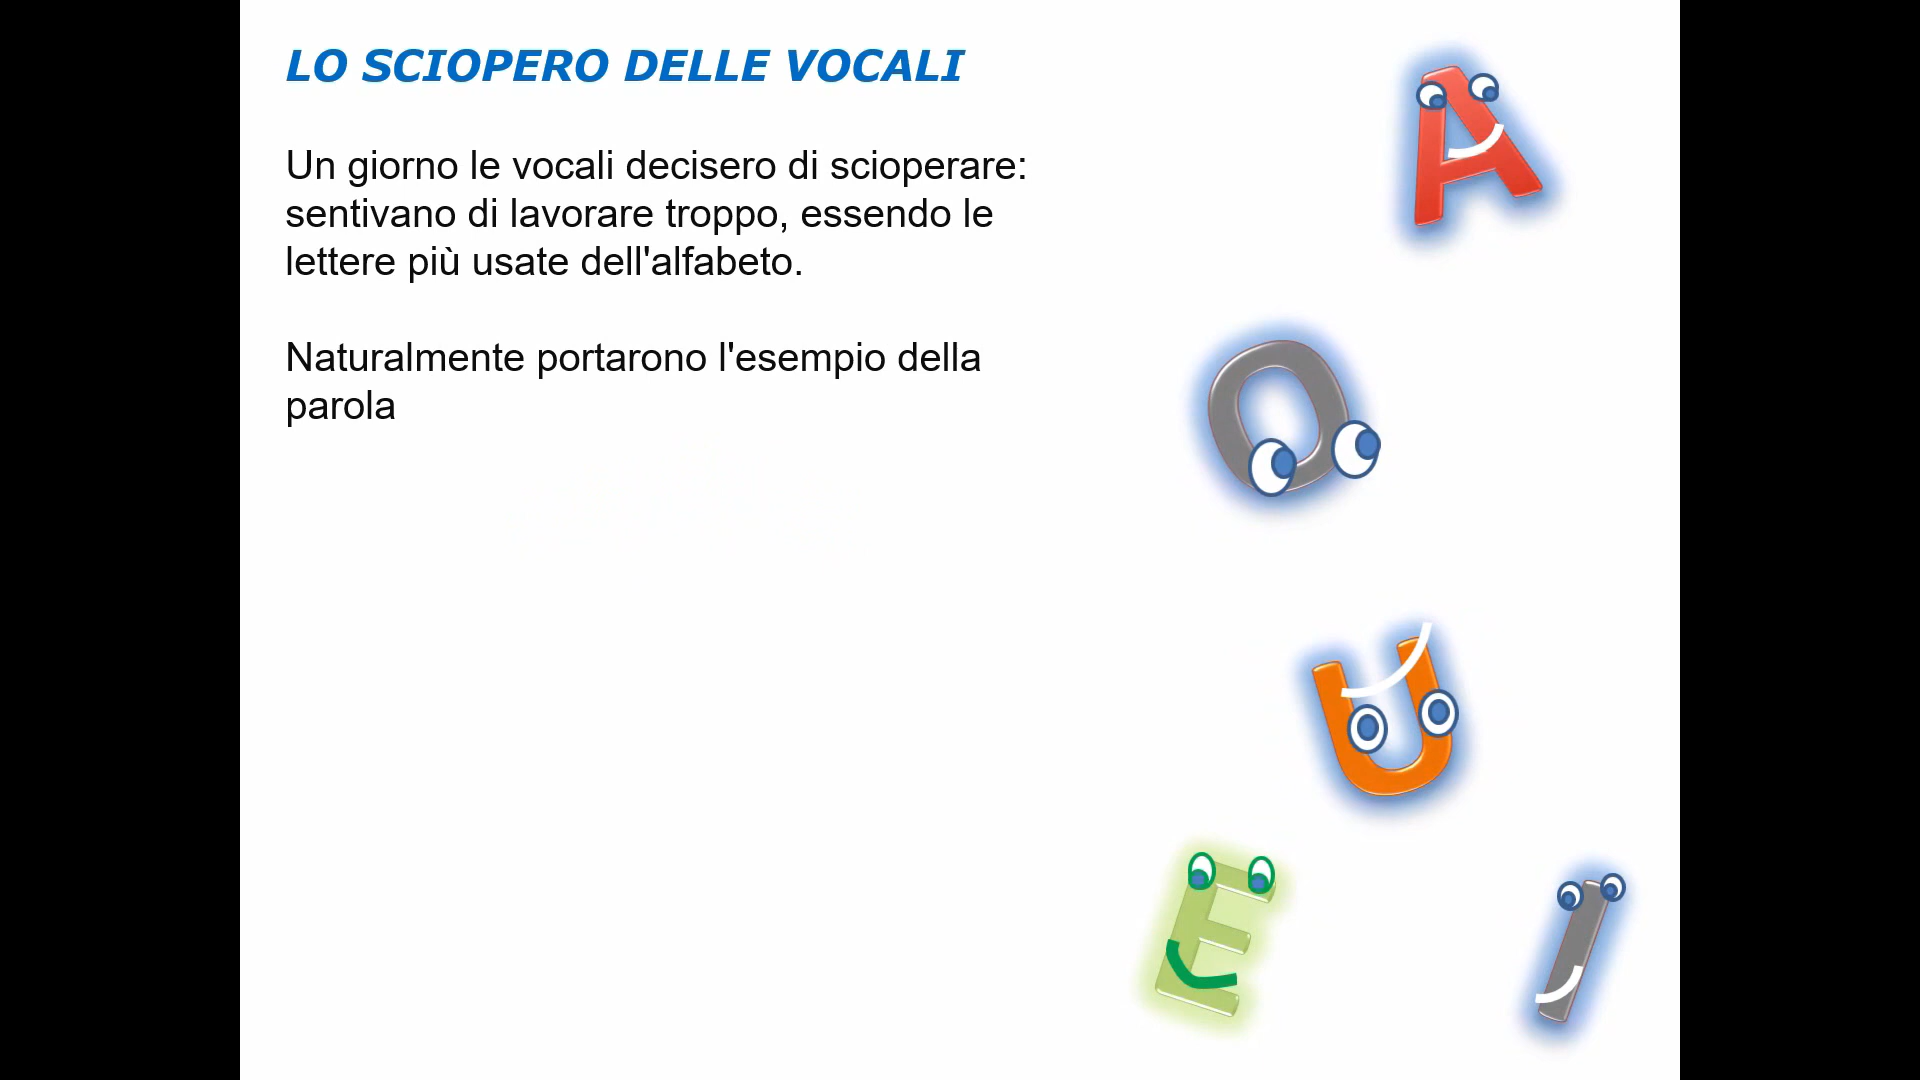 LO SCIOPERO DELLE VOCALI
Un giorno le vocali decisero di scioperare:
sentivano di lavorare troppo, essendo le
lettere più usate dell'alfabeto.
Naturalmente portarono l'esempio della
parola
A
O
U
E
I